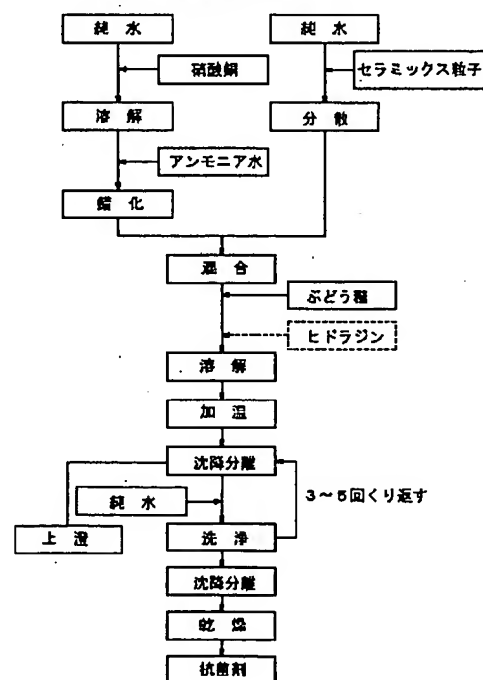 純水 純水
硝酸銅 セラミックス粒子
溶解 分散
アンモニア水
錯化
混合
ぶどう糖
ヒドラジン
溶解
加温
沈降分離
3〜5回くり返す
純水
上澄 洗浄
沈降分離
乾燥
抗菌剤